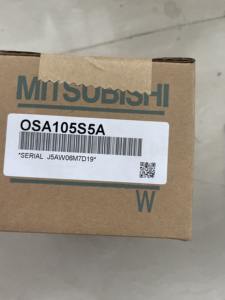 MITSUBISHI
OSA105S5A
*SERIAL J5AW06M7D19*
W